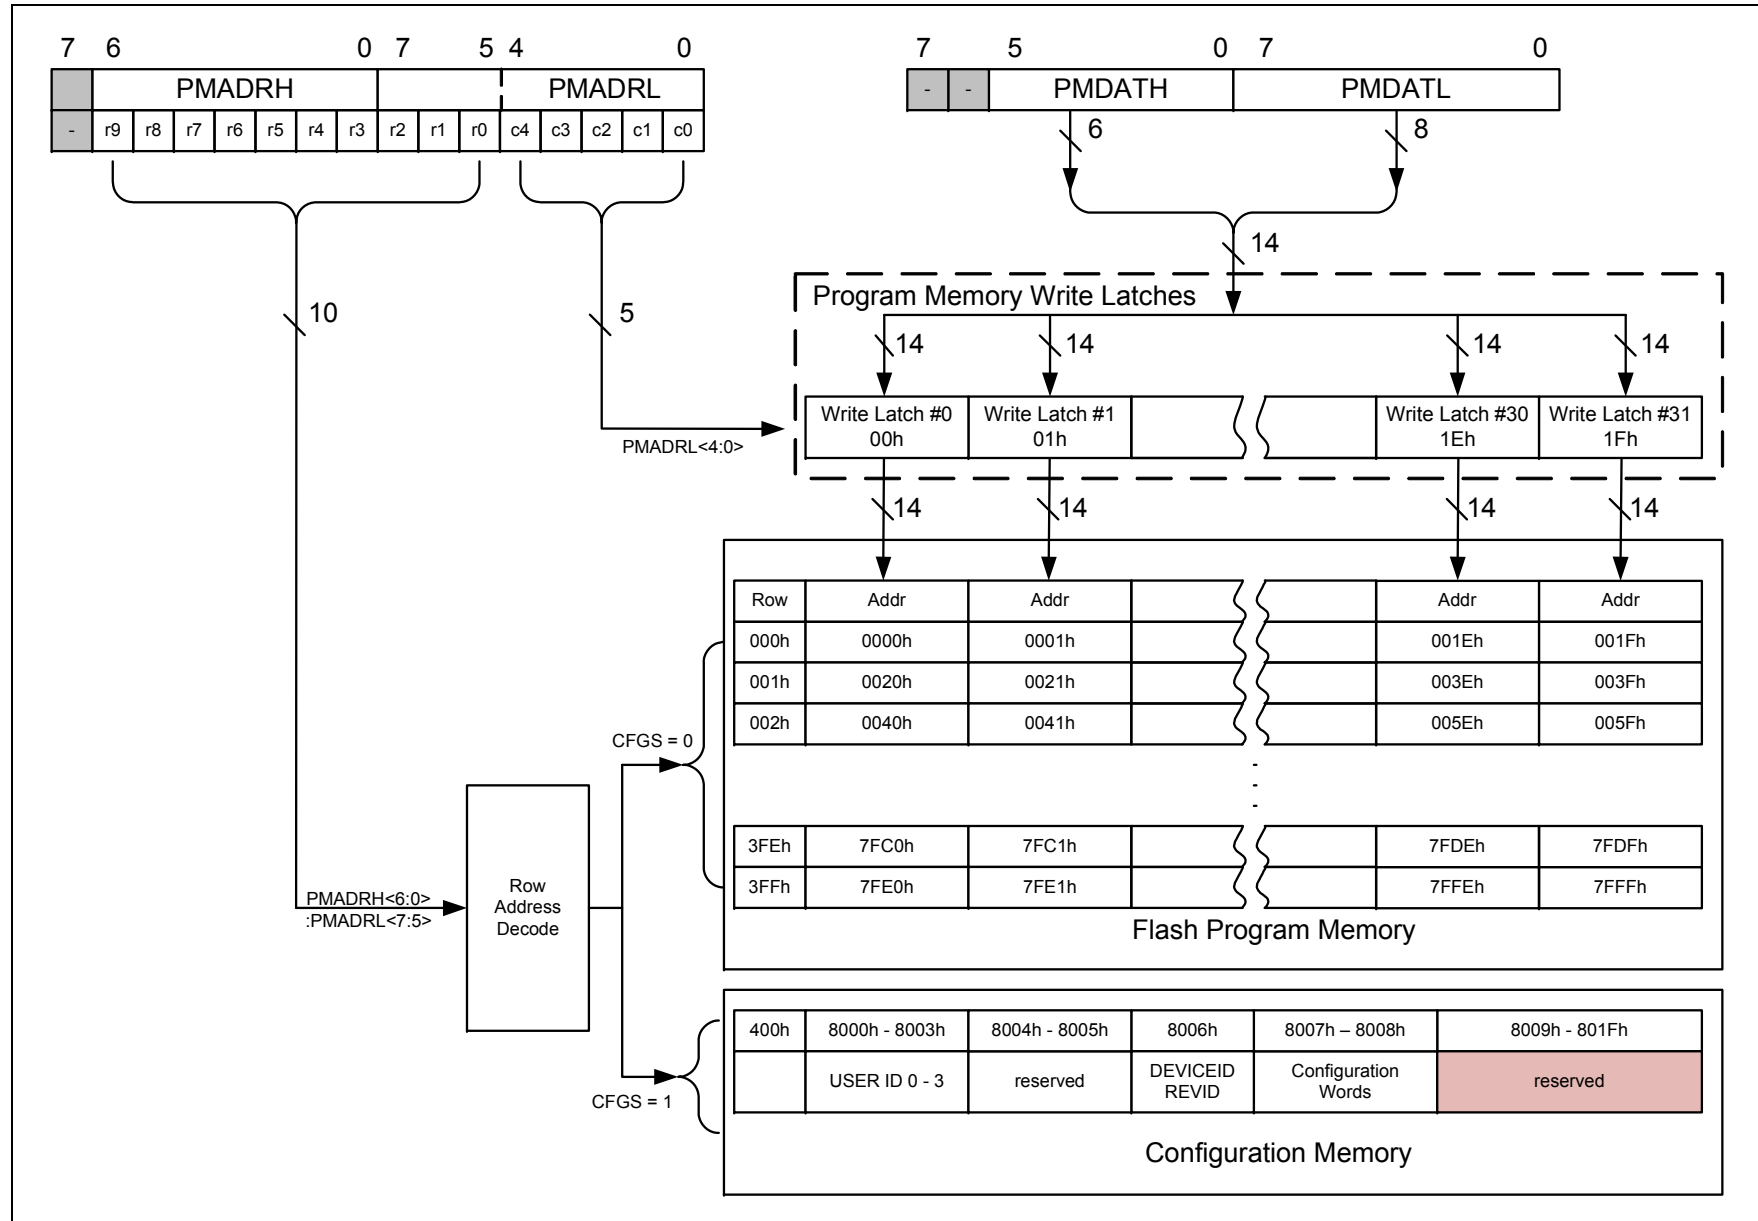 7 6 0 7 5 4 0
PMADRH PMADRL
- r9 r8 r7 r6 r5 r4 r3 r2 r1 r0 c4 c3 c2 c1 c0
7 5 0 7 0
- - PMDATH PMDATL
6 8
14
10
5
PMADRL<4:0>
Program Memory Write Latches
14 14 14 14
Write Latch #0 Write Latch #1 Write Latch #30 Write Latch #31
00h 01h 1Eh 1Fh
14 14 14 14
Row Addr Addr Addr Addr
000h 0000h 0001h 001Eh 001Fh
001h 0020h 0021h 003Eh 003Fh
002h 0040h 0041h 005Eh 005Fh
CFGS = 0
3FEh 7FC0h 7FC1h 7FDEh 7FDFh
3FFh 7FE0h 7FE1h 7FFEh 7FFFh
Flash Program Memory
PMADRH<6:0>
:PMADRL<7:5>
Row
Address
Decode
CFGS = 1
400h 8000h - 8003h 8004h - 8005h 8006h 8007h – 8008h 8009h - 801Fh
USER ID 0 - 3 reserved DEVICEID REVID Configuration Words reserved
Configuration Memory